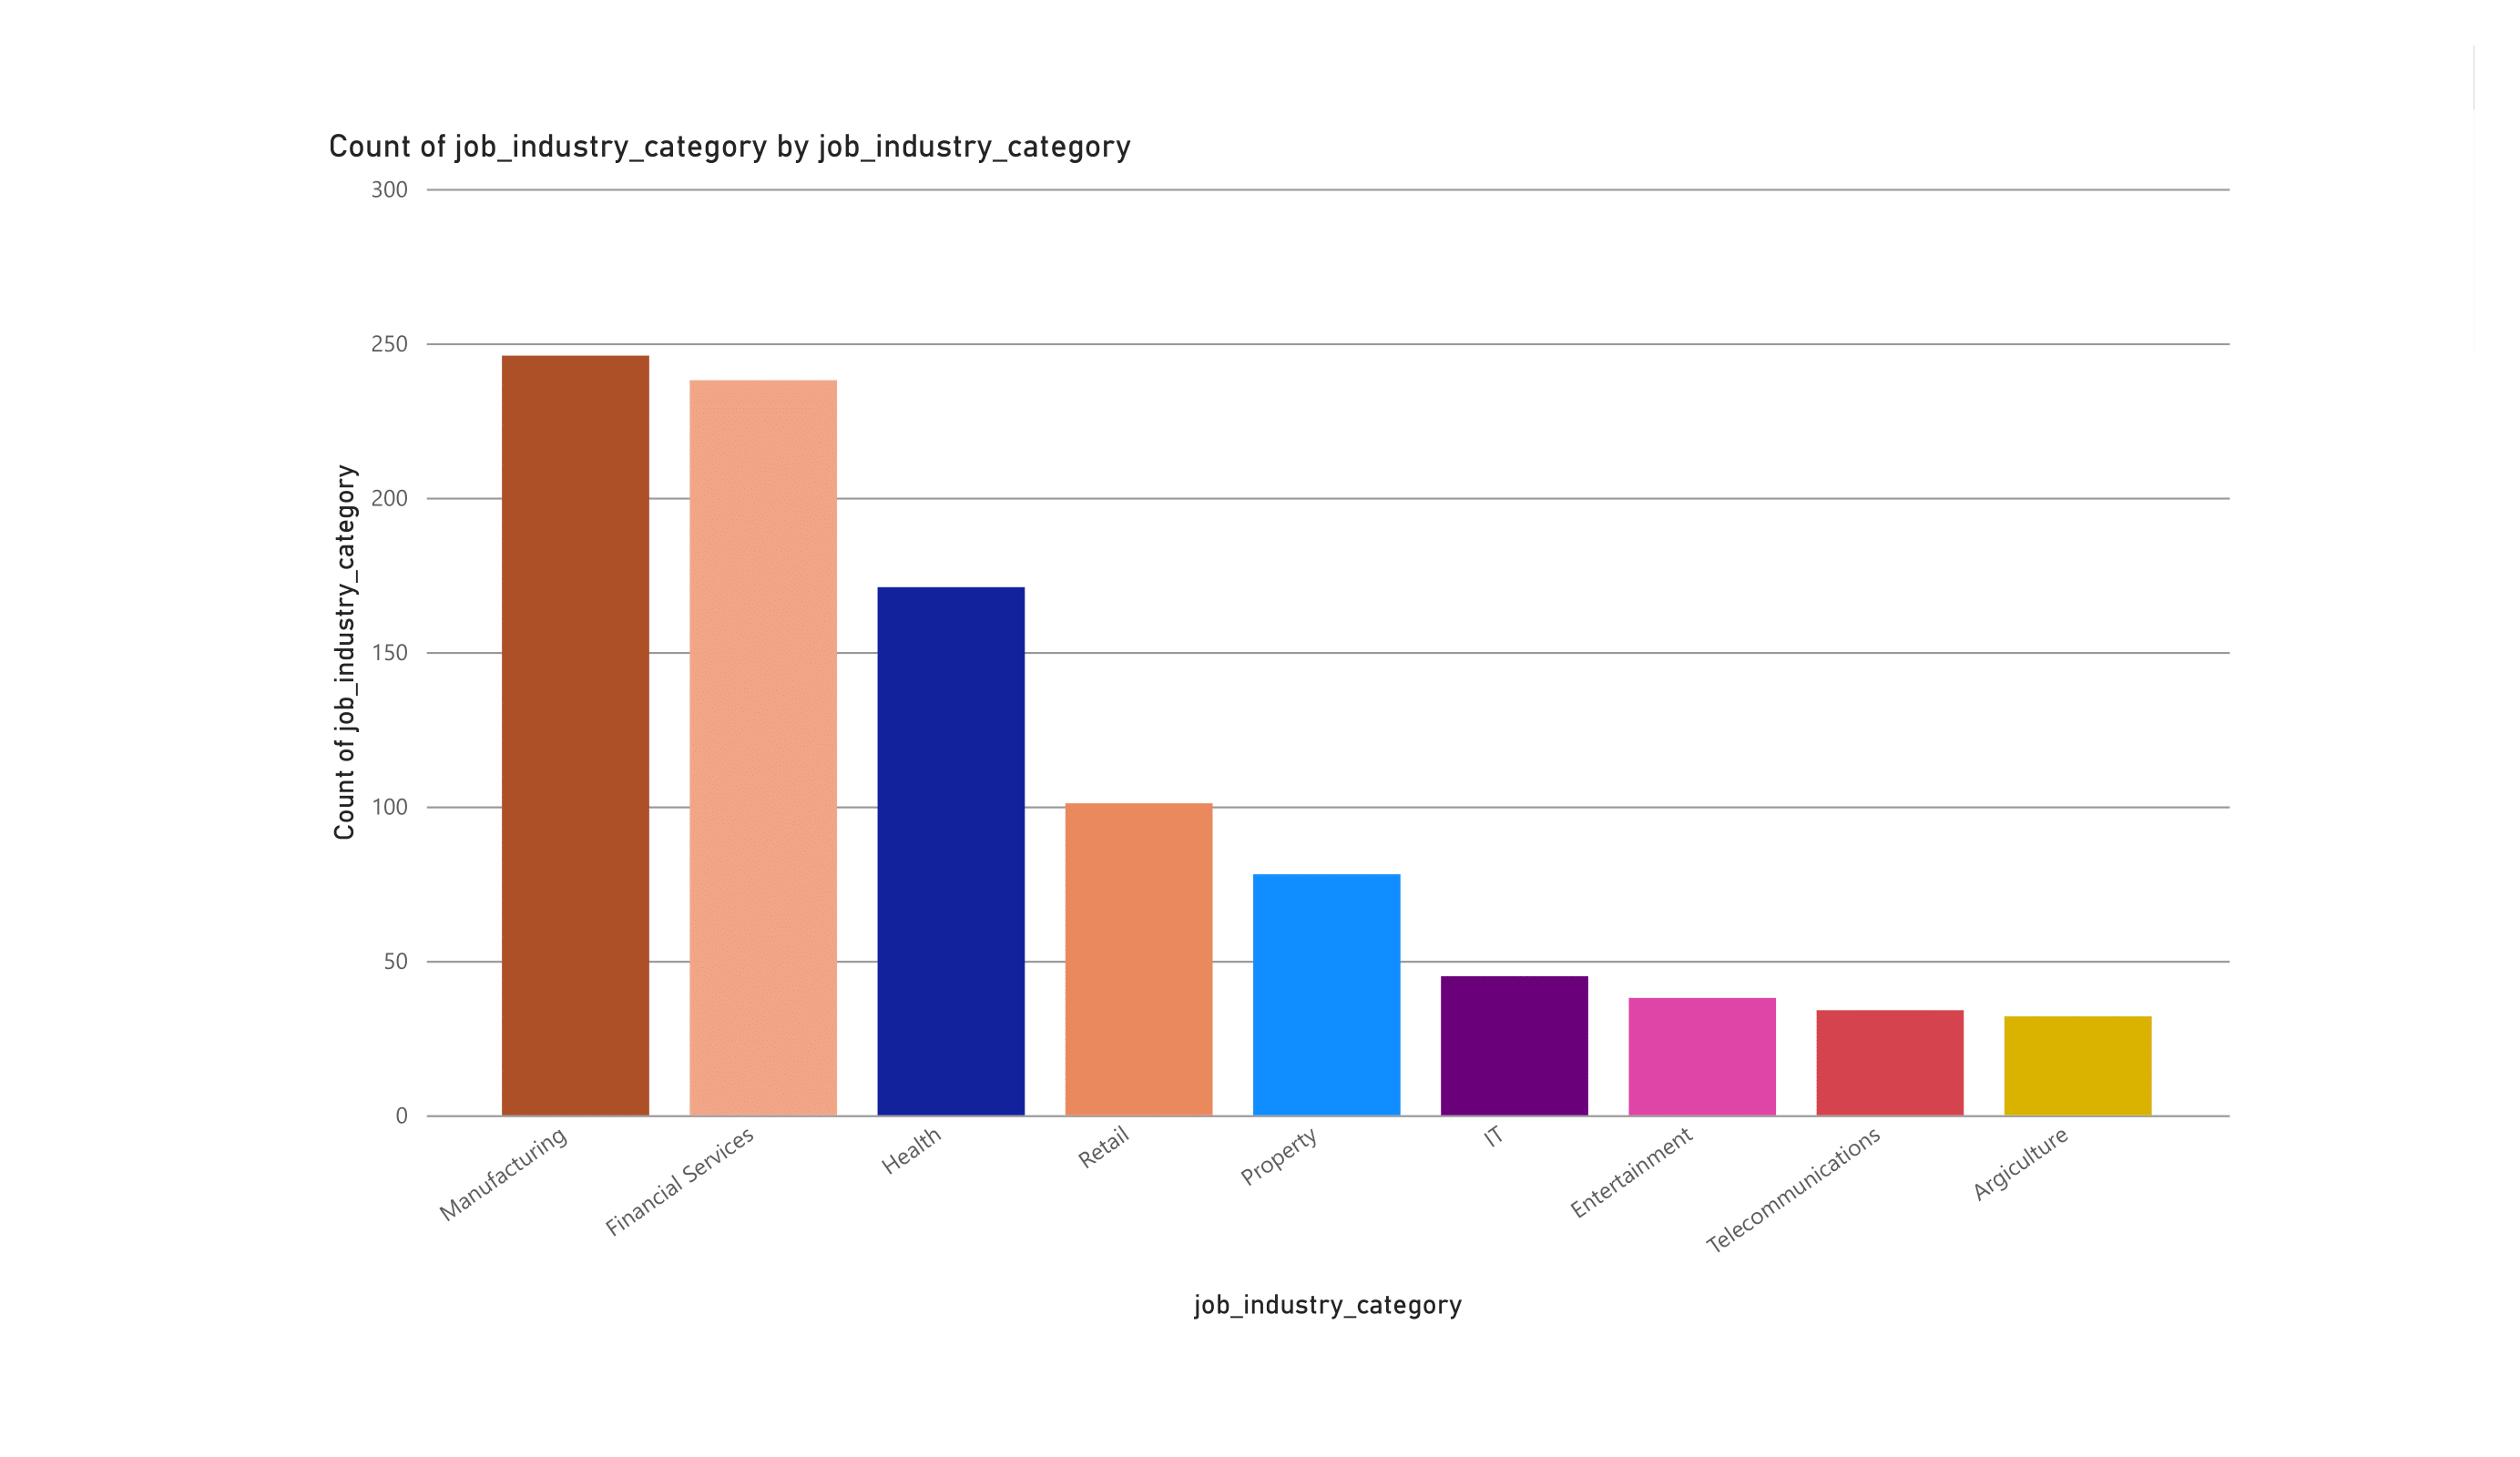 Count of job_industry_category by job_industry_category
300
250
200
150
100
50
0
Count of job_industry_category
Manufacturing
Financial Services
Health
Retail
Property
IT
Entertainment
Telecommunications
Argiculture
job_industry_category